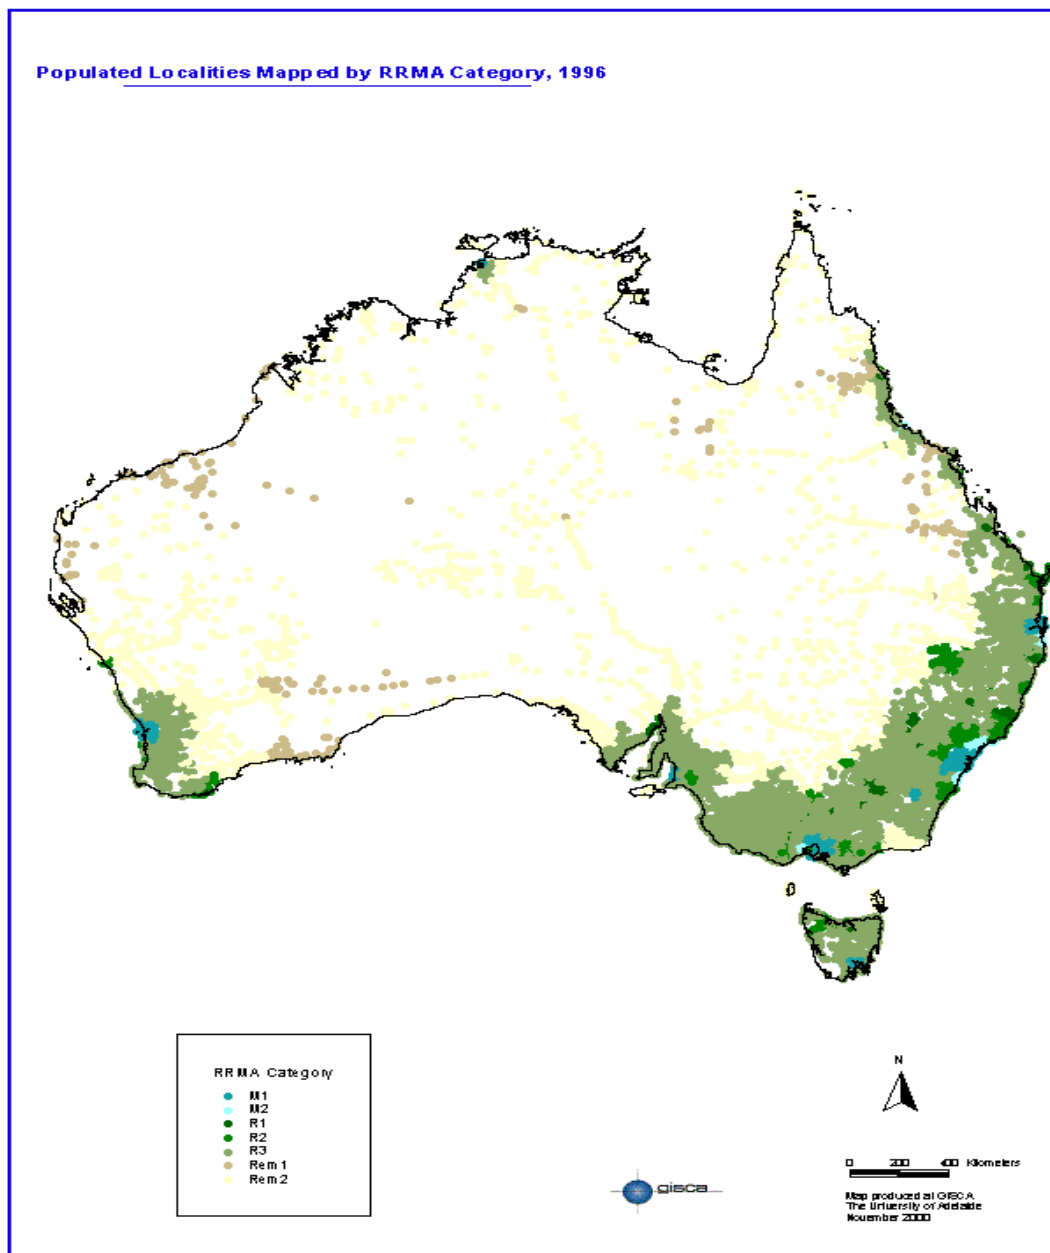 Populated Localities Mapped by RRMA Category, 1996
RRMA Category
M1
M2
R1
R2
R3
Rem 1
Rem 2
N
0 200 400 Kilometers
gisca
Map produced at GISCA
The University of Adelaide
November 2000